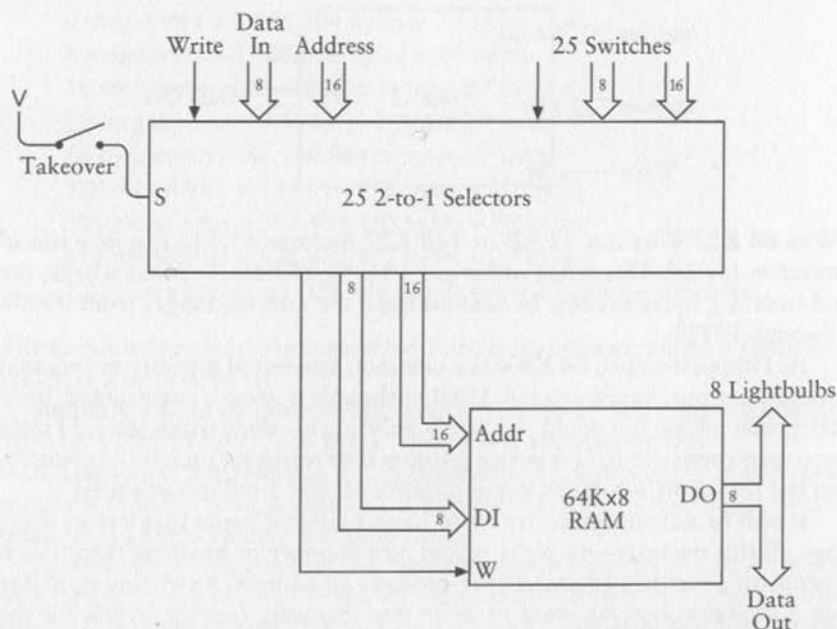 Write Data In Address
25 Switches
8
16
8
16
V
Takeover
S
25 2-to-1 Selectors
8
16
8 Lightbulbs
16
Addr
64Kx8
RAM
DO
8
8
DI
W
Data
Out